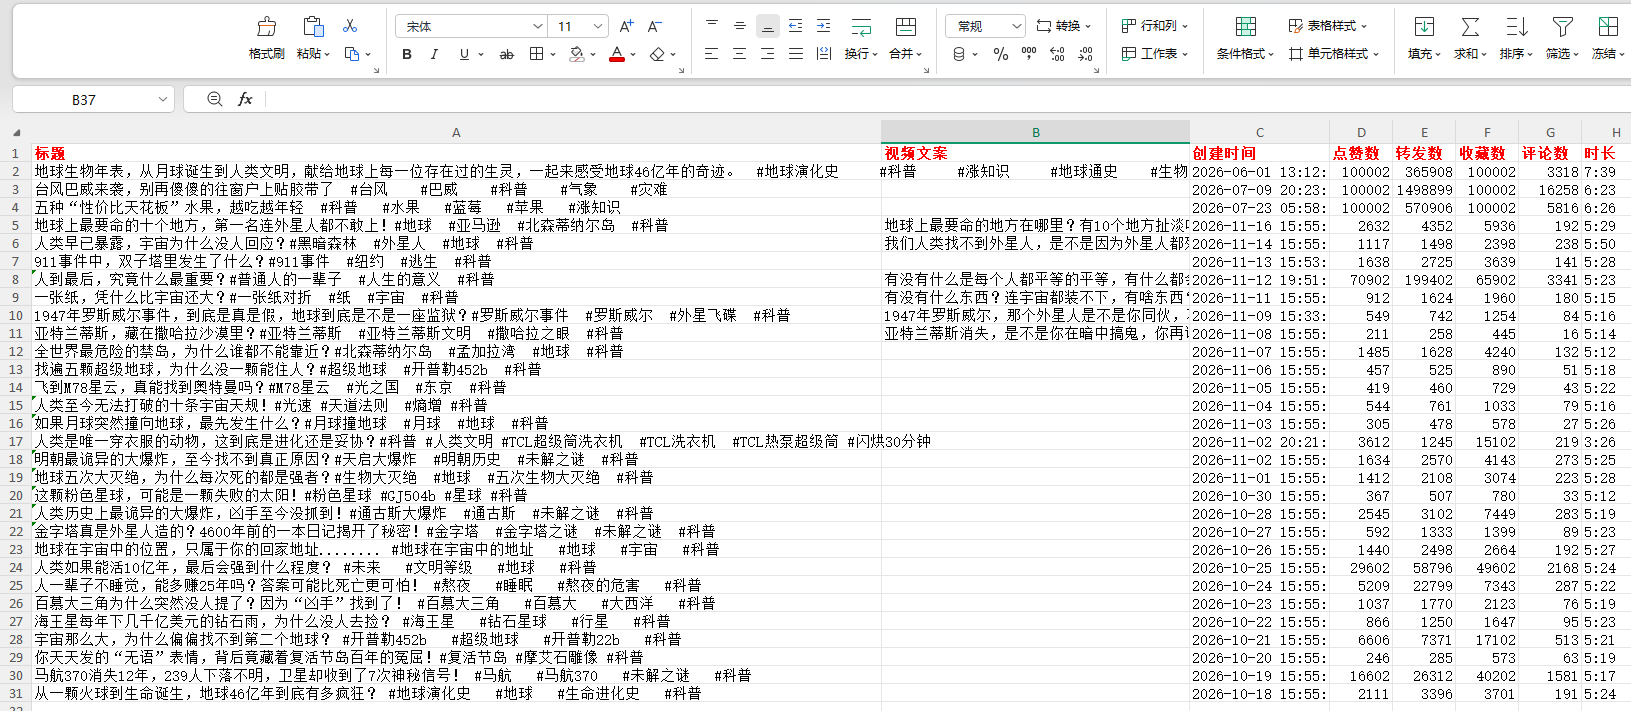 宋体 11 A⁺ A⁻ 常规 转换 行和列 表格样式
格式刷 粘贴 B I U ab A 换行 合并 % 工作表 条件格式 单元格样式 填充 求和 排序 筛选 冻结
B37 fx
A B C D E F G H
1 标题 视频文案 创建时间 点赞数 转发数 收藏数 评论数 时长
2 地球生物年表，从月球诞生到人类文明，献给地球上每一位存在过的生灵，一起来感受地球46亿年的奇迹。 #地球演化史 #科普 #涨知识 #地球通史 #生物 2026-06-01 13:12: 100002 365908 100002 3318 7:39
3 台风巴威来袭，别再傻傻的往窗户上贴胶带了 #台风 #巴威 #科普 #气象 #灾难 2026-07-09 20:23: 100002 1498899 100002 16258 6:23
4 五种“性价比天花板”水果，越吃越年轻 #科普 #水果 #蓝莓 #苹果 #涨知识 2026-07-23 05:58: 100002 570906 100002 5816 6:26
5 地球上最要命的十个地方，第一名连外星人都不敢上！#地球 #亚马逊 #北森蒂纳尔岛 #科普 地球上最要命的地方在哪里？有10个地方扯淡 2026-11-16 15:55: 2632 4352 5936 192 5:29
6 人类早已暴露，宇宙为什么没人回应？#黑暗森林 #外星人 #地球 #科普 我们人类找不到外星人，是不是因为外星人都 2026-11-14 15:55: 1117 1498 2398 238 5:50
7 911事件中，双子塔里发生了什么？#911事件 #纽约 #逃生 #科普 2026-11-13 15:53: 1638 2725 3639 141 5:28
8 人到最后，究竟什么最重要？#普通人的一辈子 #人生的意义 #科普 有没有什么是每个人都平等的平等，有什么都 2026-11-12 19:51: 70902 199402 65902 3341 5:23
9 一张纸，凭什么比宇宙还大？#一张纸对折 #纸 #宇宙 #科普 有没有什么东西？连宇宙都装不下，有啥东西 2026-11-11 15:55: 912 1624 1960 180 5:15
10 1947年罗斯威尔事件，到底是真是假，地球到底是不是一座监狱？#罗斯威尔事件 #罗斯威尔 #外星飞碟 #科普 1947年罗斯威尔，那个外星人是不是你同伙， 2026-11-09 15:33: 549 742 1254 84 5:16
11 亚特兰蒂斯，藏在撒哈拉沙漠里？#亚特兰蒂斯 #亚特兰蒂斯文明 #撒哈拉之眼 #科普 亚特兰蒂斯消失，是不是你在暗中搞鬼，你再 2026-11-08 15:55: 211 258 445 16 5:14
12 全世界最危险的禁岛，为什么谁都不能靠近？#北森蒂纳尔岛 #孟加拉湾 #地球 #科普 2026-11-07 15:55: 1485 1628 4240 132 5:12
13 找遍五颗超级地球，为什么没一颗能住人？#超级地球 #开普勒452b #科普 2026-11-06 15:55: 457 525 890 51 5:18
14 飞到M78星云，真能找到奥特曼吗？#M78星云 #光之国 #东京 #科普 2026-11-05 15:55: 419 460 729 43 5:22
15 人类至今无法打破的十条宇宙天规！#光速 #天道法则 #熵增 #科普 2026-11-04 15:55: 544 761 1033 79 5:16
16 如果月球突然撞向地球，最先发生什么？#月球撞地球 #月球 #地球 #科普 2026-11-03 15:55: 305 478 578 27 5:26
17 人类是唯一穿衣服的动物，这到底是进化还是妥协？#科普 #人类文明 #TCL超级筒洗衣机 #TCL洗衣机 #TCL热泵超级筒 #闪烘30分钟 2026-11-02 20:21: 3612 1245 15102 219 3:26
18 明朝最诡异的大爆炸，至今找不到真正原因？#天启大爆炸 #明朝历史 #未解之谜 #科普 2026-11-02 15:55: 1634 2570 4143 273 5:25
19 地球五次大灭绝，为什么每次死的都是强者？#生物大灭绝 #地球 #五次生物大灭绝 #科普 2026-11-01 15:55: 1412 2108 3074 223 5:28
20 这颗粉色星球，可能是一颗失败的太阳！#粉色星球 #GJ504b #星球 #科普 2026-10-30 15:55: 367 507 780 33 5:12
21 人类历史上最诡异的大爆炸，凶手至今没抓到！#通古斯大爆炸 #通古斯 #未解之谜 #科普 2026-10-28 15:55: 2545 3102 7449 283 5:19
22 金字塔真是外星人造的？4600年前的一本日记揭开了秘密！#金字塔 #金字塔之谜 #未解之谜 #科普 2026-10-27 15:55: 592 1333 1399 89 5:23
23 地球在宇宙中的位置，只属于你的回家地址........ #地球在宇宙中的地址 #地球 #宇宙 #科普 2026-10-26 15:55: 1440 2498 2664 192 5:27
24 人类如果能活10亿年，最后会强到什么程度？ #未来 #文明等级 #地球 #科普 2026-10-25 15:55: 29602 58796 49602 2168 5:24
25 人一辈子不睡觉，能多赚25年吗？答案可能比死亡更可怕！ #熬夜 #睡眠 #熬夜的危害 #科普 2026-10-24 15:55: 5209 22799 7343 287 5:22
26 百慕大三角为什么突然没人提了？因为“凶手”找到了！ #百慕大三角 #百慕大 #大西洋 #科普 2026-10-23 15:55: 1037 1770 2123 76 5:19
27 海王星每年下几千亿美元的钻石雨，为什么没人去捡？ #海王星 #钻石星球 #行星 #科普 2026-10-22 15:55: 866 1250 1647 95 5:23
28 宇宙那么大，为什么偏偏找不到第二个地球？ #开普勒452b #超级地球 #开普勒22b #科普 2026-10-21 15:55: 6606 7371 17102 513 5:21
29 你天天发的“无语”表情，背后竟藏着复活节岛百年的冤屈！#复活节岛 #摩艾石雕像 #科普 2026-10-20 15:55: 246 285 573 63 5:19
30 马航370消失12年，239人下落不明，卫星却收到了7次神秘信号！ #马航 #马航370 #未解之谜 #科普 2026-10-19 15:55: 16602 26312 40202 1581 5:17
31 从一颗火球到生命诞生，地球46亿年到底有多疯狂？ #地球演化史 #地球 #生命进化史 #科普 2026-10-18 15:55: 2111 3396 3701 191 5:24